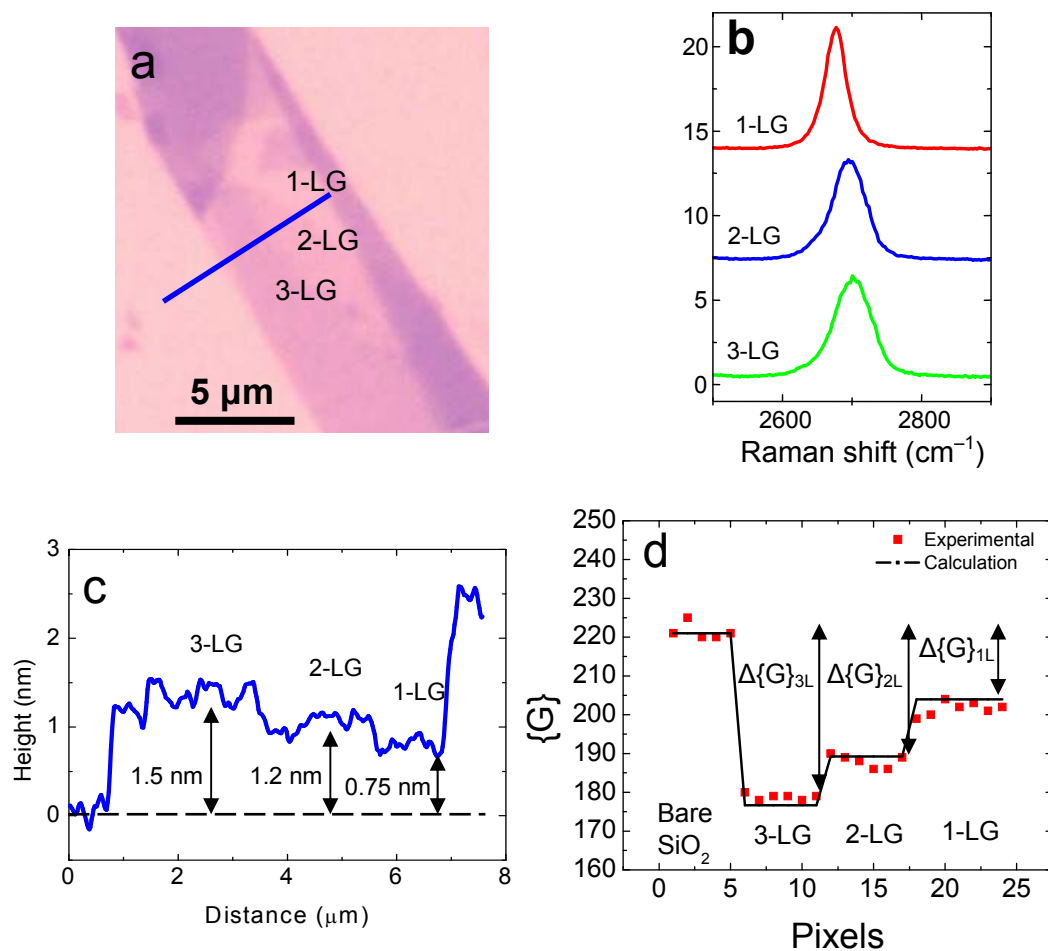 a
1-LG
2-LG
3-LG
5 µm
b
20
15
10
5
0
1-LG
2-LG
3-LG
2600 2800
Raman shift (cm⁻¹)
c
3
2
1
0
Height (nm)
3-LG
2-LG
1-LG
1.5 nm
1.2 nm
0.75 nm
0 2 4 6 8
Distance (µm)
d
250
240
230
220
210
200
190
180
170
160
{G}
Experimental
Calculation
Δ{G}₃L
Δ{G}₂L
Δ{G}₁L
Bare
SiO₂
3-LG
2-LG
1-LG
0 5 10 15 20 25
Pixels